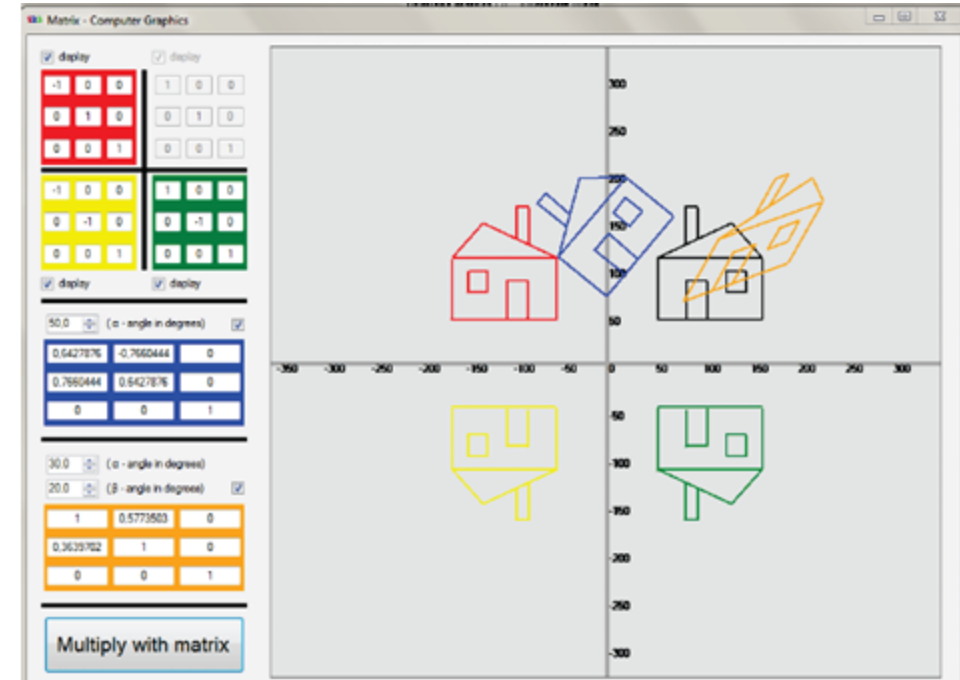 Matrix - Computer Graphics
display display
-1 0 0 1 0 0
0 1 0 0 1 0
0 0 1 0 0 1
-1 0 0 1 0 0
0 -1 0 0 -1 0
0 0 1 0 0 1
display display
50,0 (α - angle in degrees)
0,6427876 -0,7660444 0
0,7660444 0,6427876 0
0 0 1
30.0 (α - angle in degrees)
20.0 (β - angle in degrees)
1 0.5773503 0
0,3639702 1 0
0 0 1
Multiply with matrix
300
250
200
150
100
50
-350 -300 -250 -200 -150 -100 -50 0 50 100 150 200 250 300
-50
-100
-150
-200
-250
-300